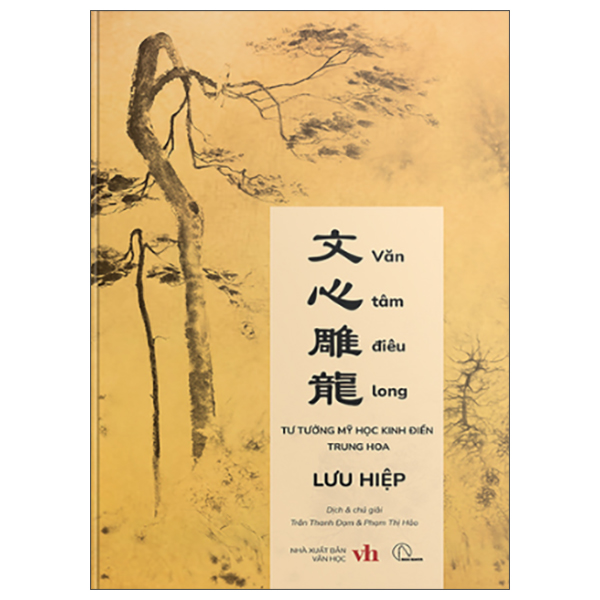 文 Văn
心 tâm
雕 điêu
龍 long
TƯ TƯỞNG MỸ HỌC KINH ĐIỂN
TRUNG HOA
LƯU HIỆP
Dịch & chú giải
Trần Thanh Đạm & Phạm Thị Hảo
NHÀ XUẤT BẢN
VĂN HỌC
vh